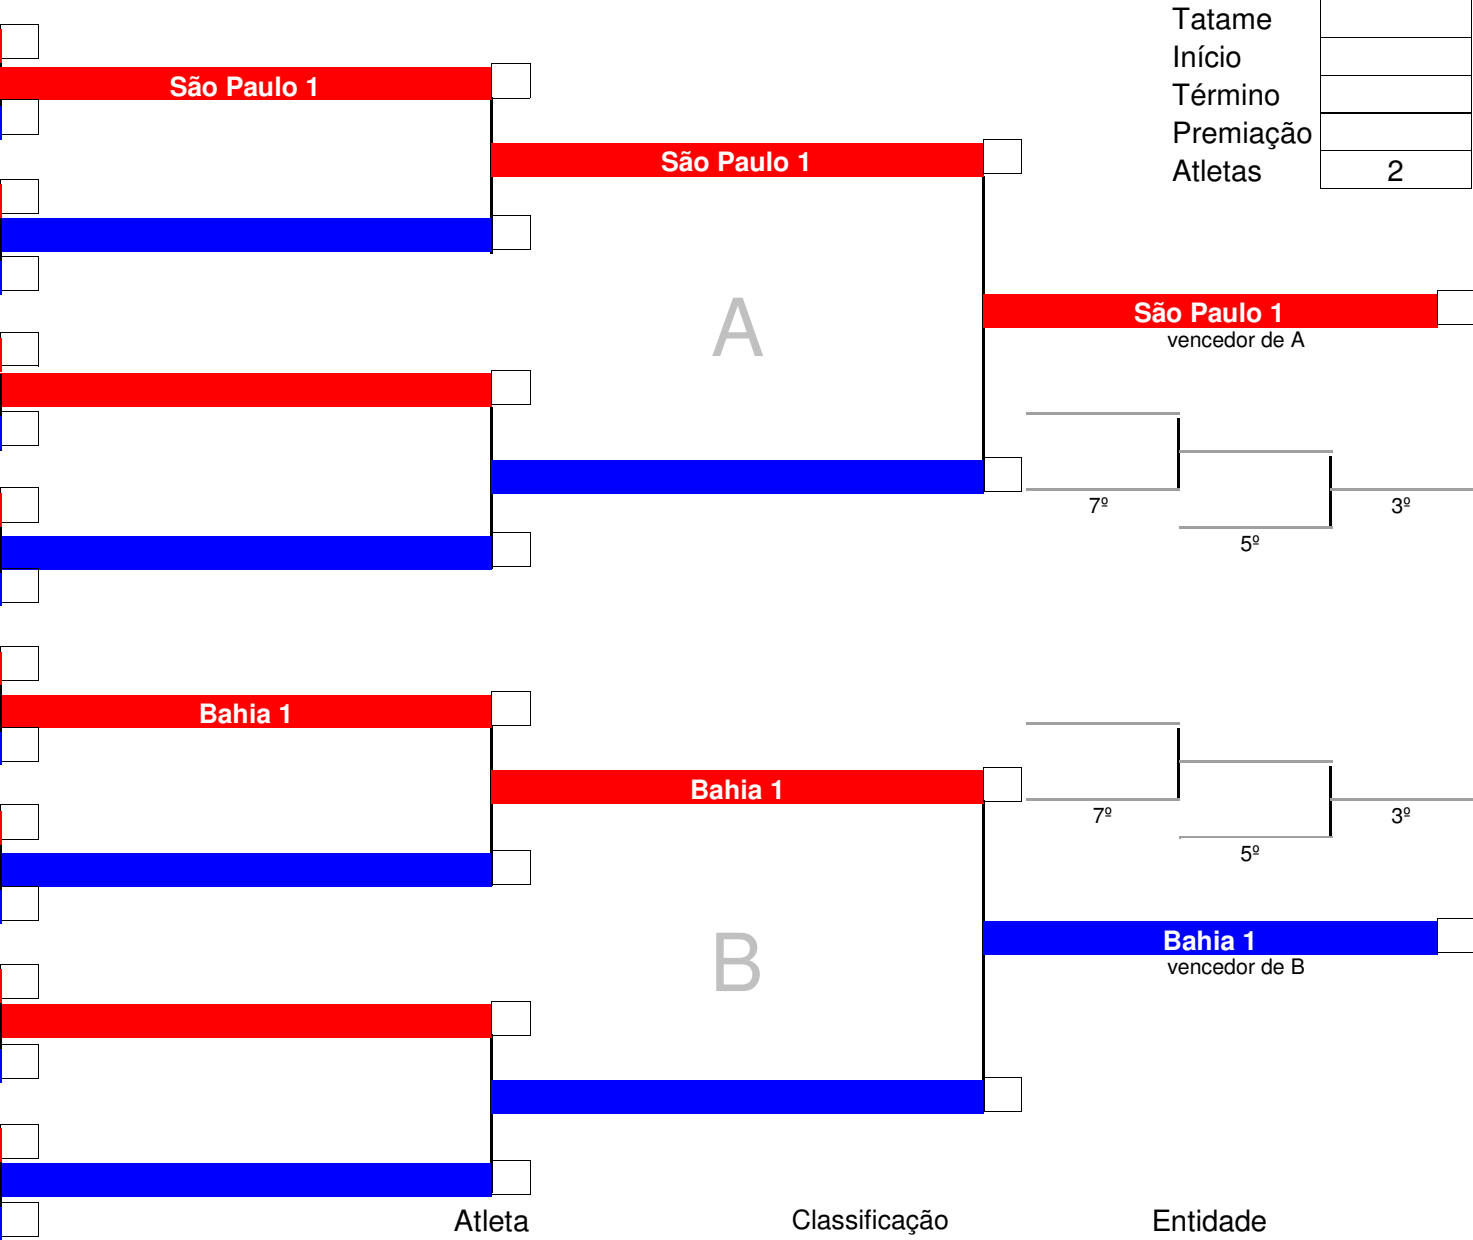 Tatame
Início
São Paulo 1
Término
Premiação
São Paulo 1
Atletas 2
A
São Paulo 1
vencedor de A
7º
3º
5º
Bahia 1
Bahia 1
7º
3º
5º
B
Bahia 1
vencedor de B
Atleta Classificação Entidade